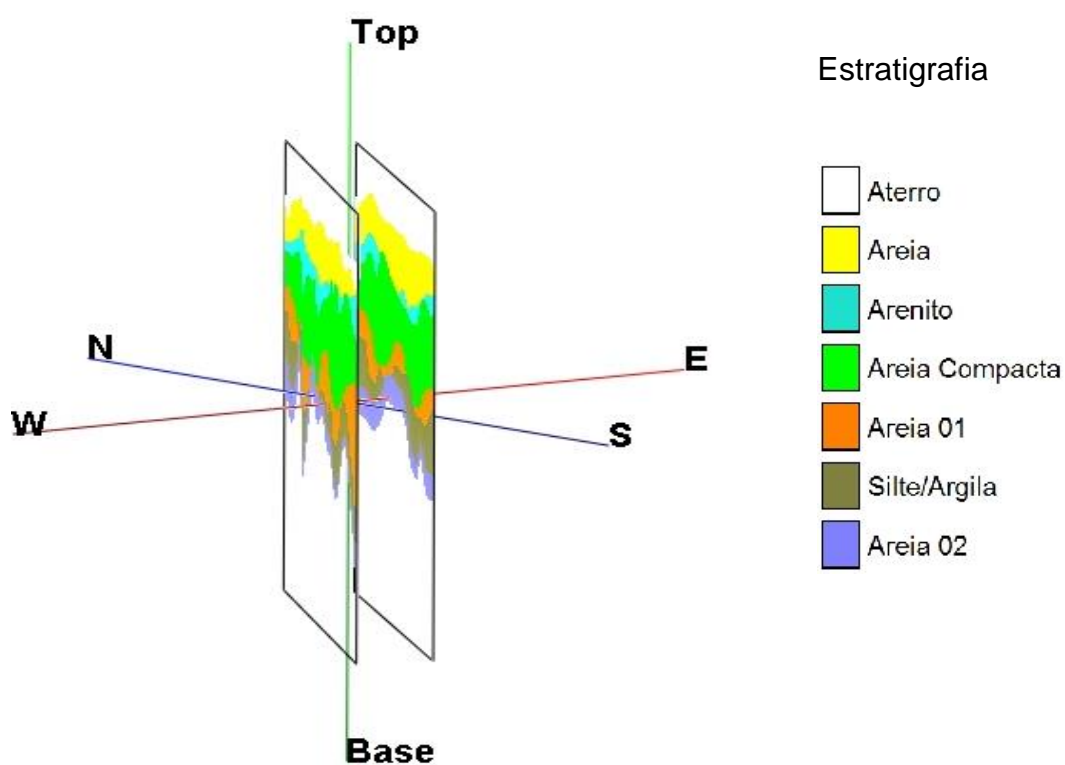 Top
N
W
E
S
Base
Estratigrafia
Aterro
Areia
Arenito
Areia Compacta
Areia 01
Silte/Argila
Areia 02